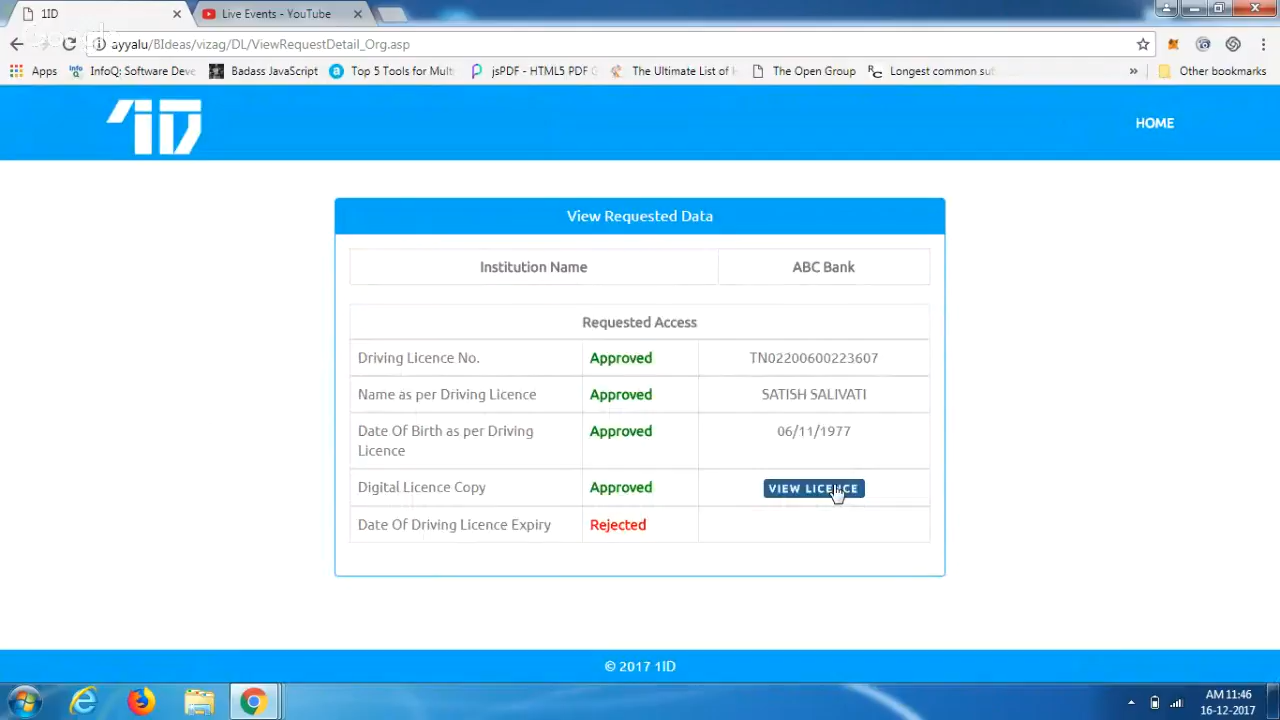 1ID
Live Events - YouTube
ayyalu/BIdeas/vizag/DL/ViewRequestDetail_Org.asp
Apps
InfoQ: Software Deve
Badass JavaScript
Top 5 Tools for Mult
jsPDF - HTML5 PDF G
The Ultimate List of
The Open Group
Longest common sub
»
Other bookmarks
1ID
HOME
View Requested Data
Institution Name
ABC Bank
Requested Access
Driving Licence No.
Approved
TN02200600223607
Name as per Driving Licence
Approved
SATISH SALIVATI
Date Of Birth as per Driving
Licence
Approved
06/11/1977
Digital Licence Copy
Approved
VIEW LICENCE
Date Of Driving Licence Expiry
Rejected
© 2017 1ID
AM 11:46
16-12-2017